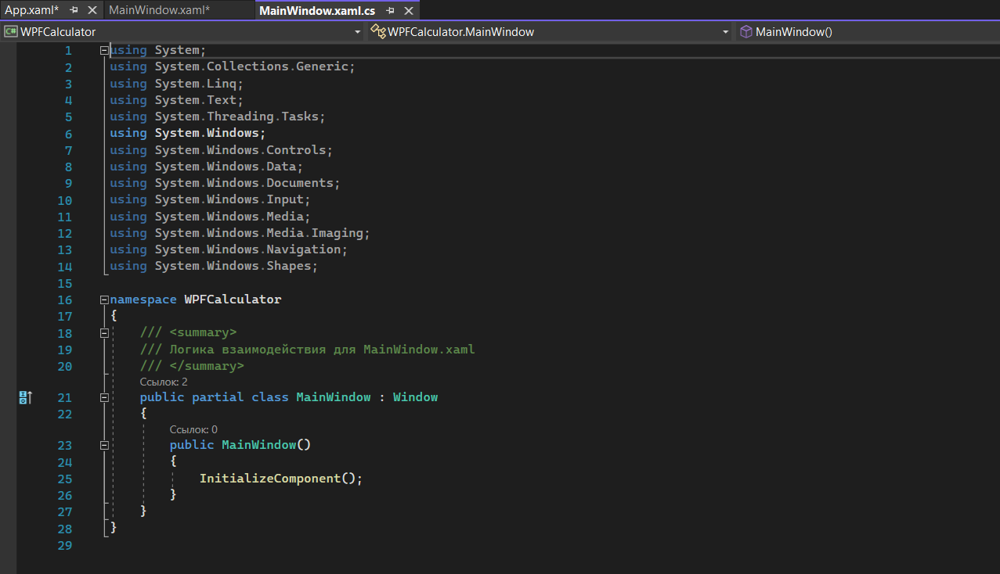 App.xaml* MainWindow.xaml* MainWindow.xaml.cs
C# WPFCalculator WPFCalculator.MainWindow MainWindow()
1 using System;
2 using System.Collections.Generic;
3 using System.Linq;
4 using System.Text;
5 using System.Threading.Tasks;
6 using System.Windows;
7 using System.Windows.Controls;
8 using System.Windows.Data;
9 using System.Windows.Documents;
10 using System.Windows.Input;
11 using System.Windows.Media;
12 using System.Windows.Media.Imaging;
13 using System.Windows.Navigation;
14 using System.Windows.Shapes;
15
16 namespace WPFCalculator
17 {
18 /// <summary>
19 /// Логика взаимодействия для MainWindow.xaml
20 /// </summary>
Ссылок: 2
21 public partial class MainWindow : Window
22 {
Ссылок: 0
23 public MainWindow()
24 {
25 InitializeComponent();
26 }
27 }
28 }
29